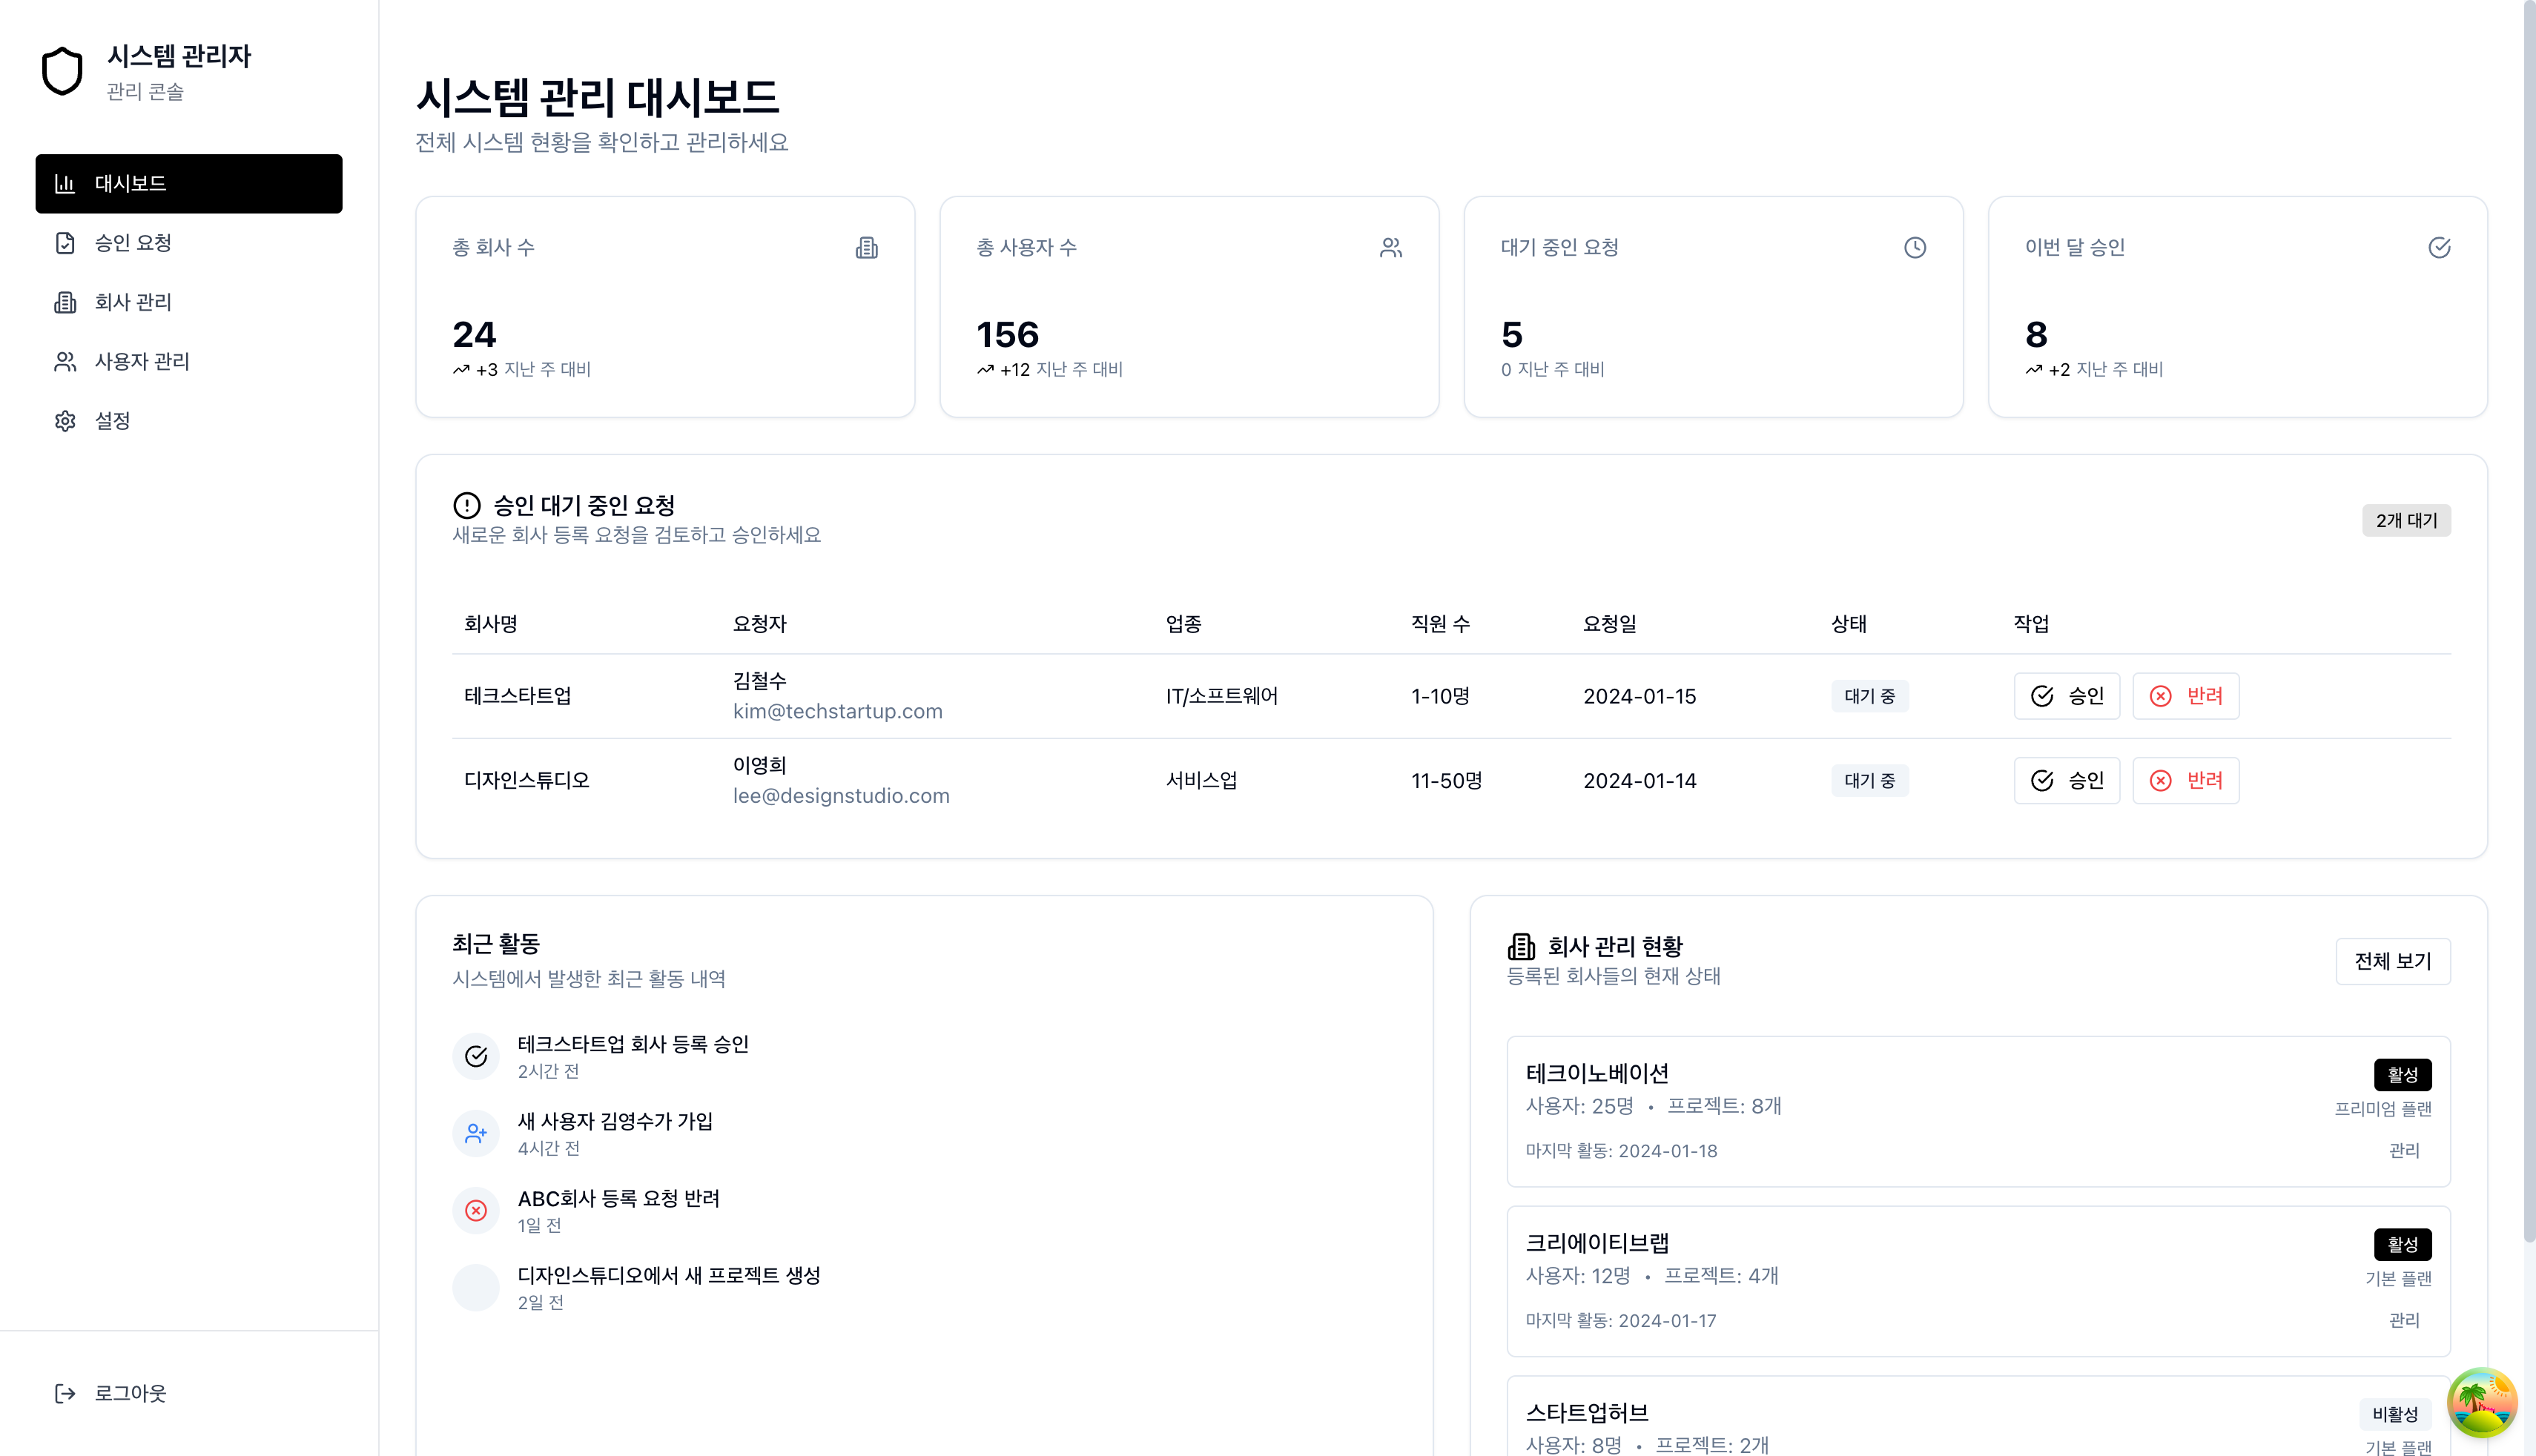 시스템 관리자
관리 콘솔
대시보드
승인 요청
회사 관리
사용자 관리
설정
로그아웃
시스템 관리 대시보드
전체 시스템 현황을 확인하고 관리하세요
총 회사 수
24
+3 지난 주 대비
총 사용자 수
156
+12 지난 주 대비
대기 중인 요청
5
0 지난 주 대비
이번 달 승인
8
+2 지난 주 대비
승인 대기 중인 요청
새로운 회사 등록 요청을 검토하고 승인하세요
2개 대기
회사명 요청자 업종 직원 수 요청일 상태 작업
테크스타트업 김철수 kim@techstartup.com IT/소프트웨어 1-10명 2024-01-15 대기 중 승인 반려
디자인스튜디오 이영희 lee@designstudio.com 서비스업 11-50명 2024-01-14 대기 중 승인 반려
최근 활동
시스템에서 발생한 최근 활동 내역
테크스타트업 회사 등록 승인
2시간 전
새 사용자 김영수가 가입
4시간 전
ABC회사 등록 요청 반려
1일 전
디자인스튜디오에서 새 프로젝트 생성
2일 전
회사 관리 현황
등록된 회사들의 현재 상태
전체 보기
테크이노베이션 활성
사용자: 25명 • 프로젝트: 8개 프리미엄 플랜
마지막 활동: 2024-01-18 관리
크리에이티브랩 활성
사용자: 12명 • 프로젝트: 4개 기본 플랜
마지막 활동: 2024-01-17 관리
스타트업허브 비활성
사용자: 8명 • 프로젝트: 2개 기본 플랜